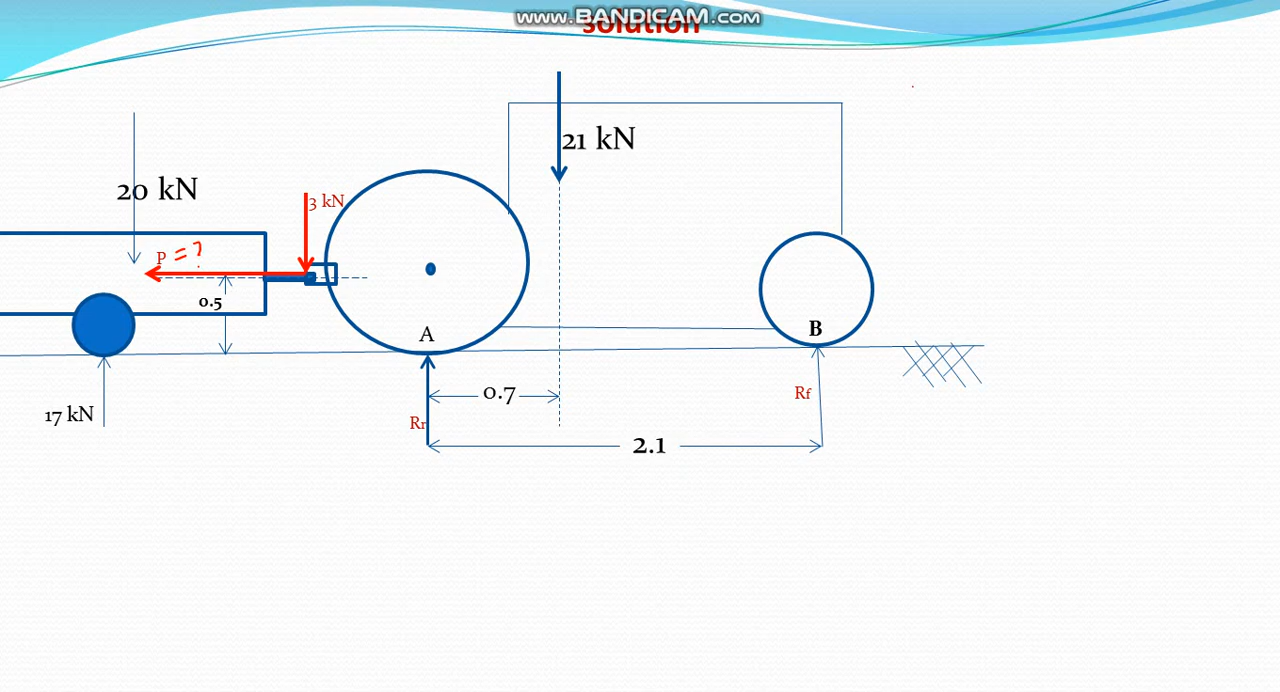 www.BANDICAM.com
solution
21 kN
20 kN
3 kN
P = ?
0.5
A
B
0.7
17 kN
Rr
Rf
2.1